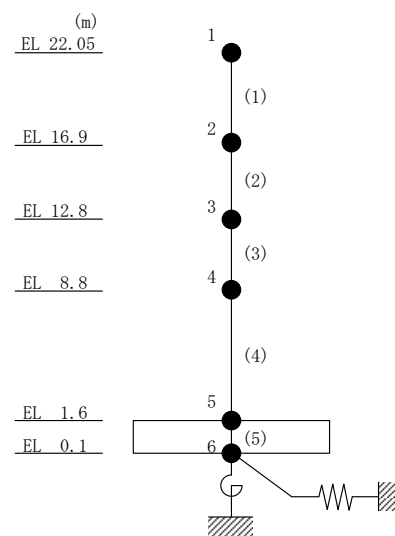 (m)
1
EL 22.05
(1)
2
EL 16.9
(2)
3
EL 12.8
(3)
4
EL 8.8
(4)
5
EL 1.6
(5)
6
EL 0.1